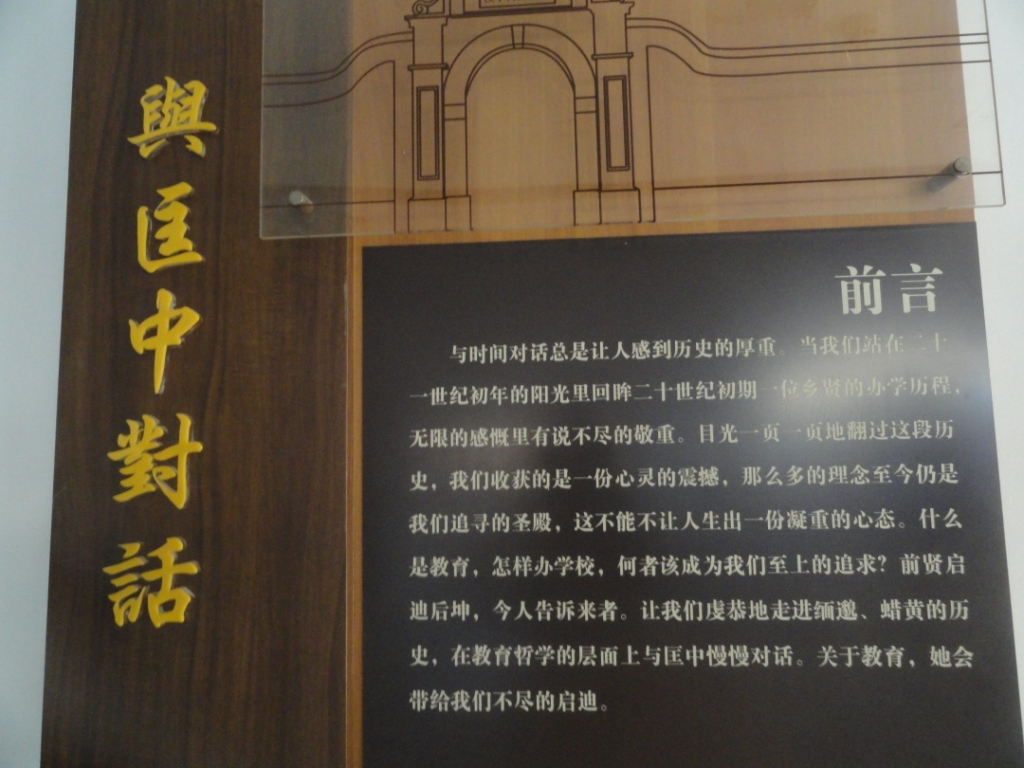 與匡中對話
前言
与时间对话总是让人感到历史的厚重。当我们站在二十
一世纪初年的阳光里回眸二十世纪初期一位乡贤的办学历程，
无限的感慨里有说不尽的敬重。目光一页一页地翻过这段历
史，我们收获的是一份心灵的震撼，那么多的理念至今仍是
我们追寻的圣殿，这不能不让人生出一份凝重的心态。什么
是教育，怎样办学校，何者该成为我们至上的追求？前贤启
迪后坤，今人告诉来者。让我们虔恭地走进缅邈、蜡黄的历
史，在教育哲学的层面上与匡中慢慢对话。关于教育，她会
带给我们不尽的启迪。